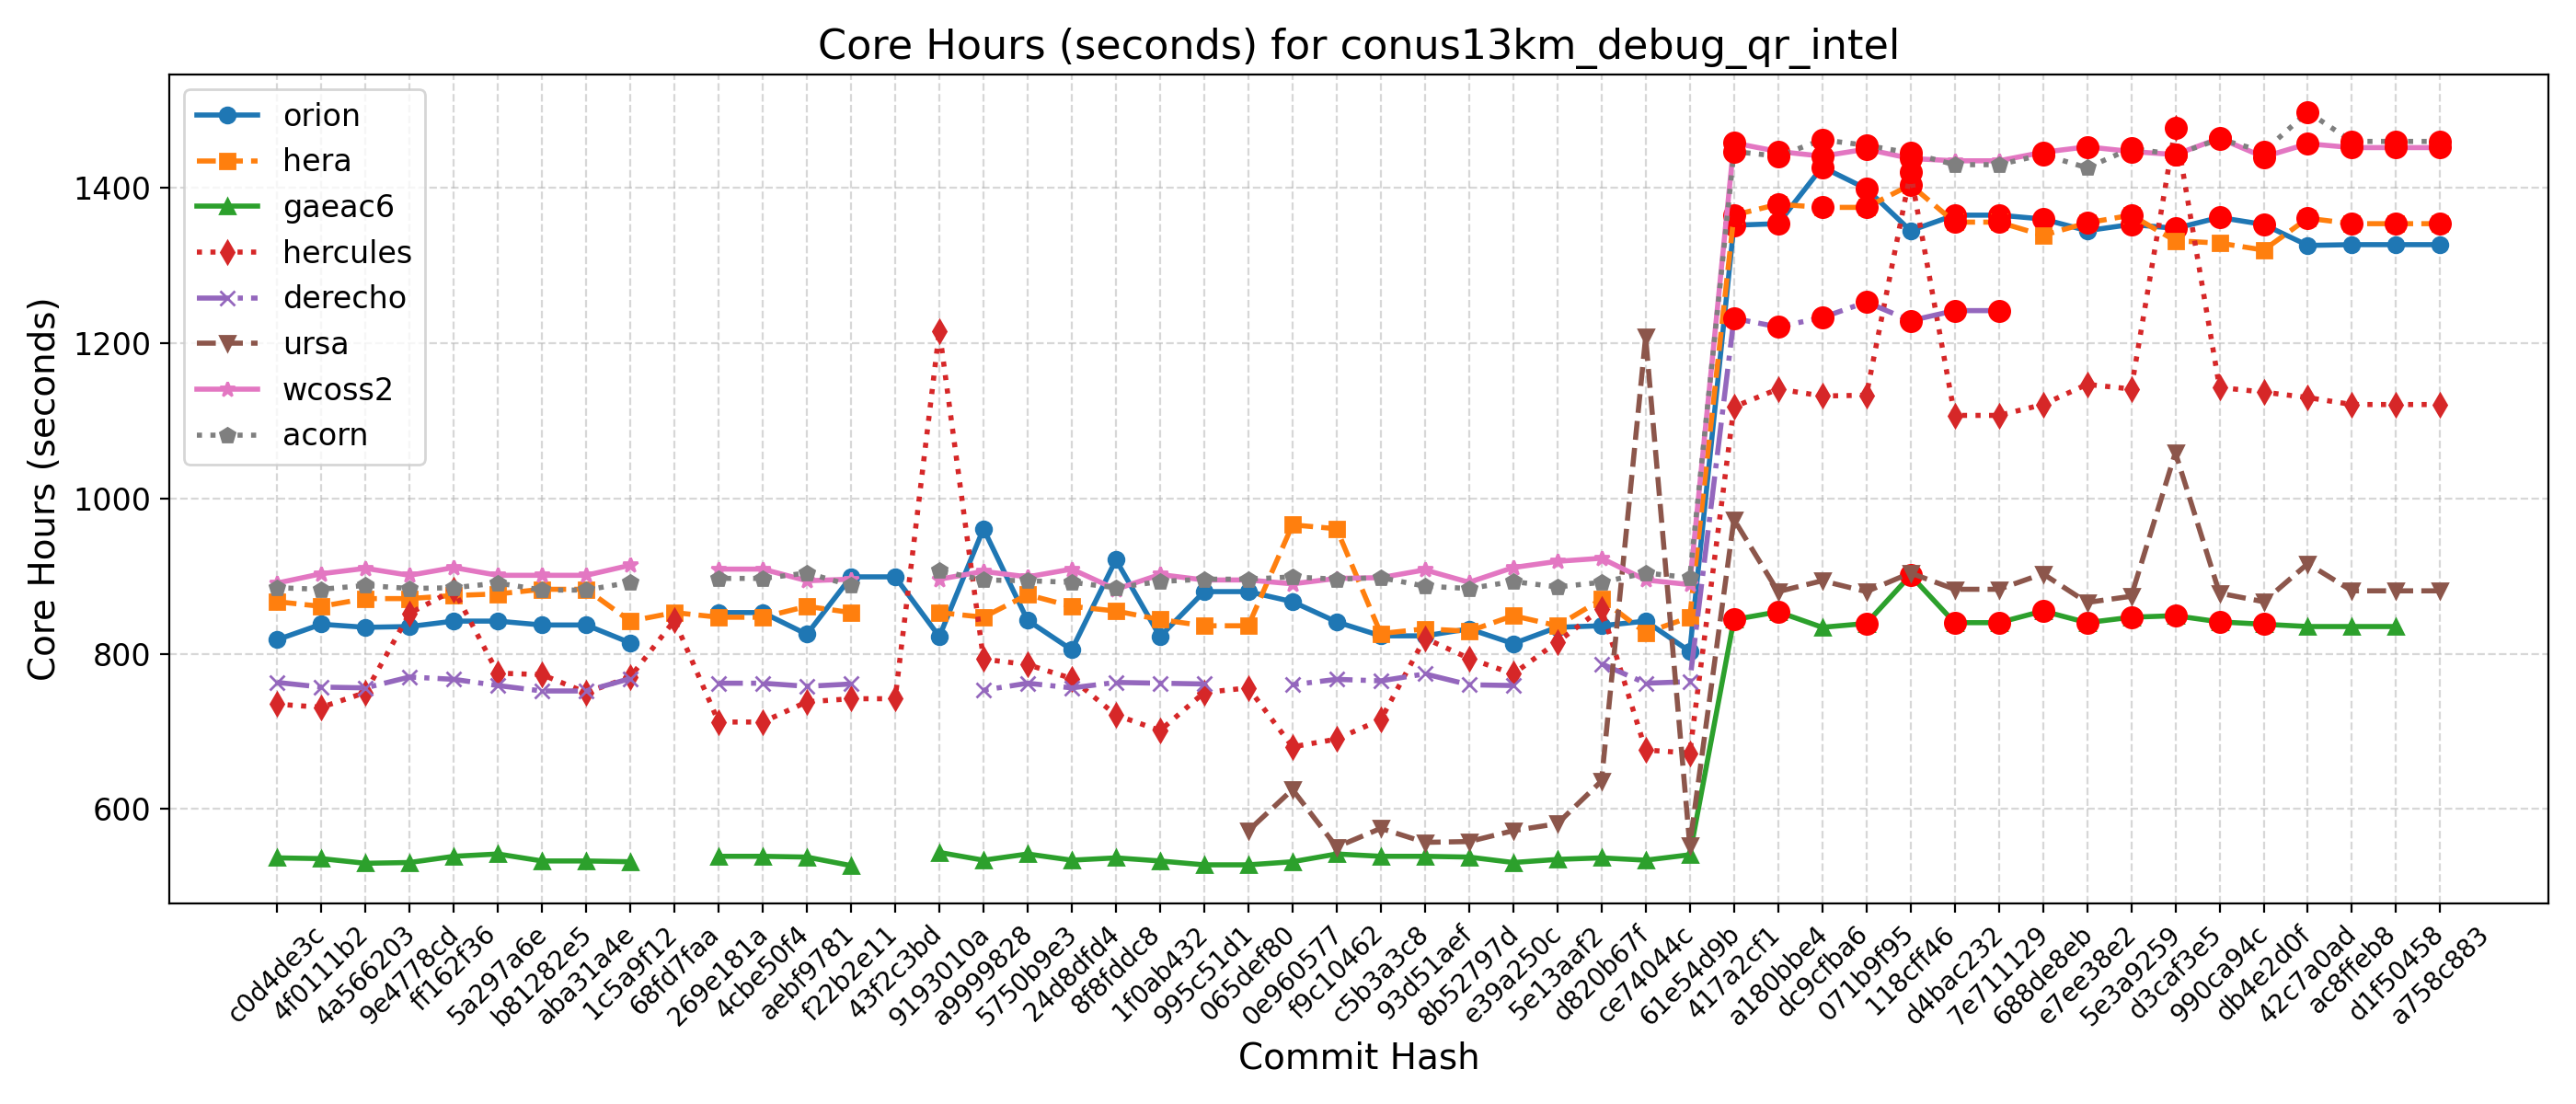 Core Hours (seconds) for conus13km_debug_qr_intel
orion
hera
gaeac6
hercules
derecho
ursa
wcoss2
acorn
Core Hours (seconds)
1400
1200
1000
800
600
c0d4de3c
4f0111b2
4a566203
9e4778cd
ff162f36
5a297a6e
b81282e5
aba31a4e
1c5a9f12
68fd7faa
269e181a
4cbe50f4
aebf9781
f22b2e11
43f2c3bd
9193010a
a9999828
5750b9e3
24d8dfd4
8f8fddc8
1f0ab432
995c51d1
065def80
0e960577
f9c10462
c5b3a3c8
93d51aef
8b52797d
e39a250c
5e13aaf2
d820b67f
ce74044c
61e54d9b
417a2cf1
a180bbe4
dc9cfba6
071b9f95
118cff46
d4bac232
7e711129
688de8eb
e7ee38e2
5e3a9259
d3caf3e5
990ca94c
db4e2d0f
42c7a0ad
ac8ffeb8
d1f50458
a758c883
Commit Hash